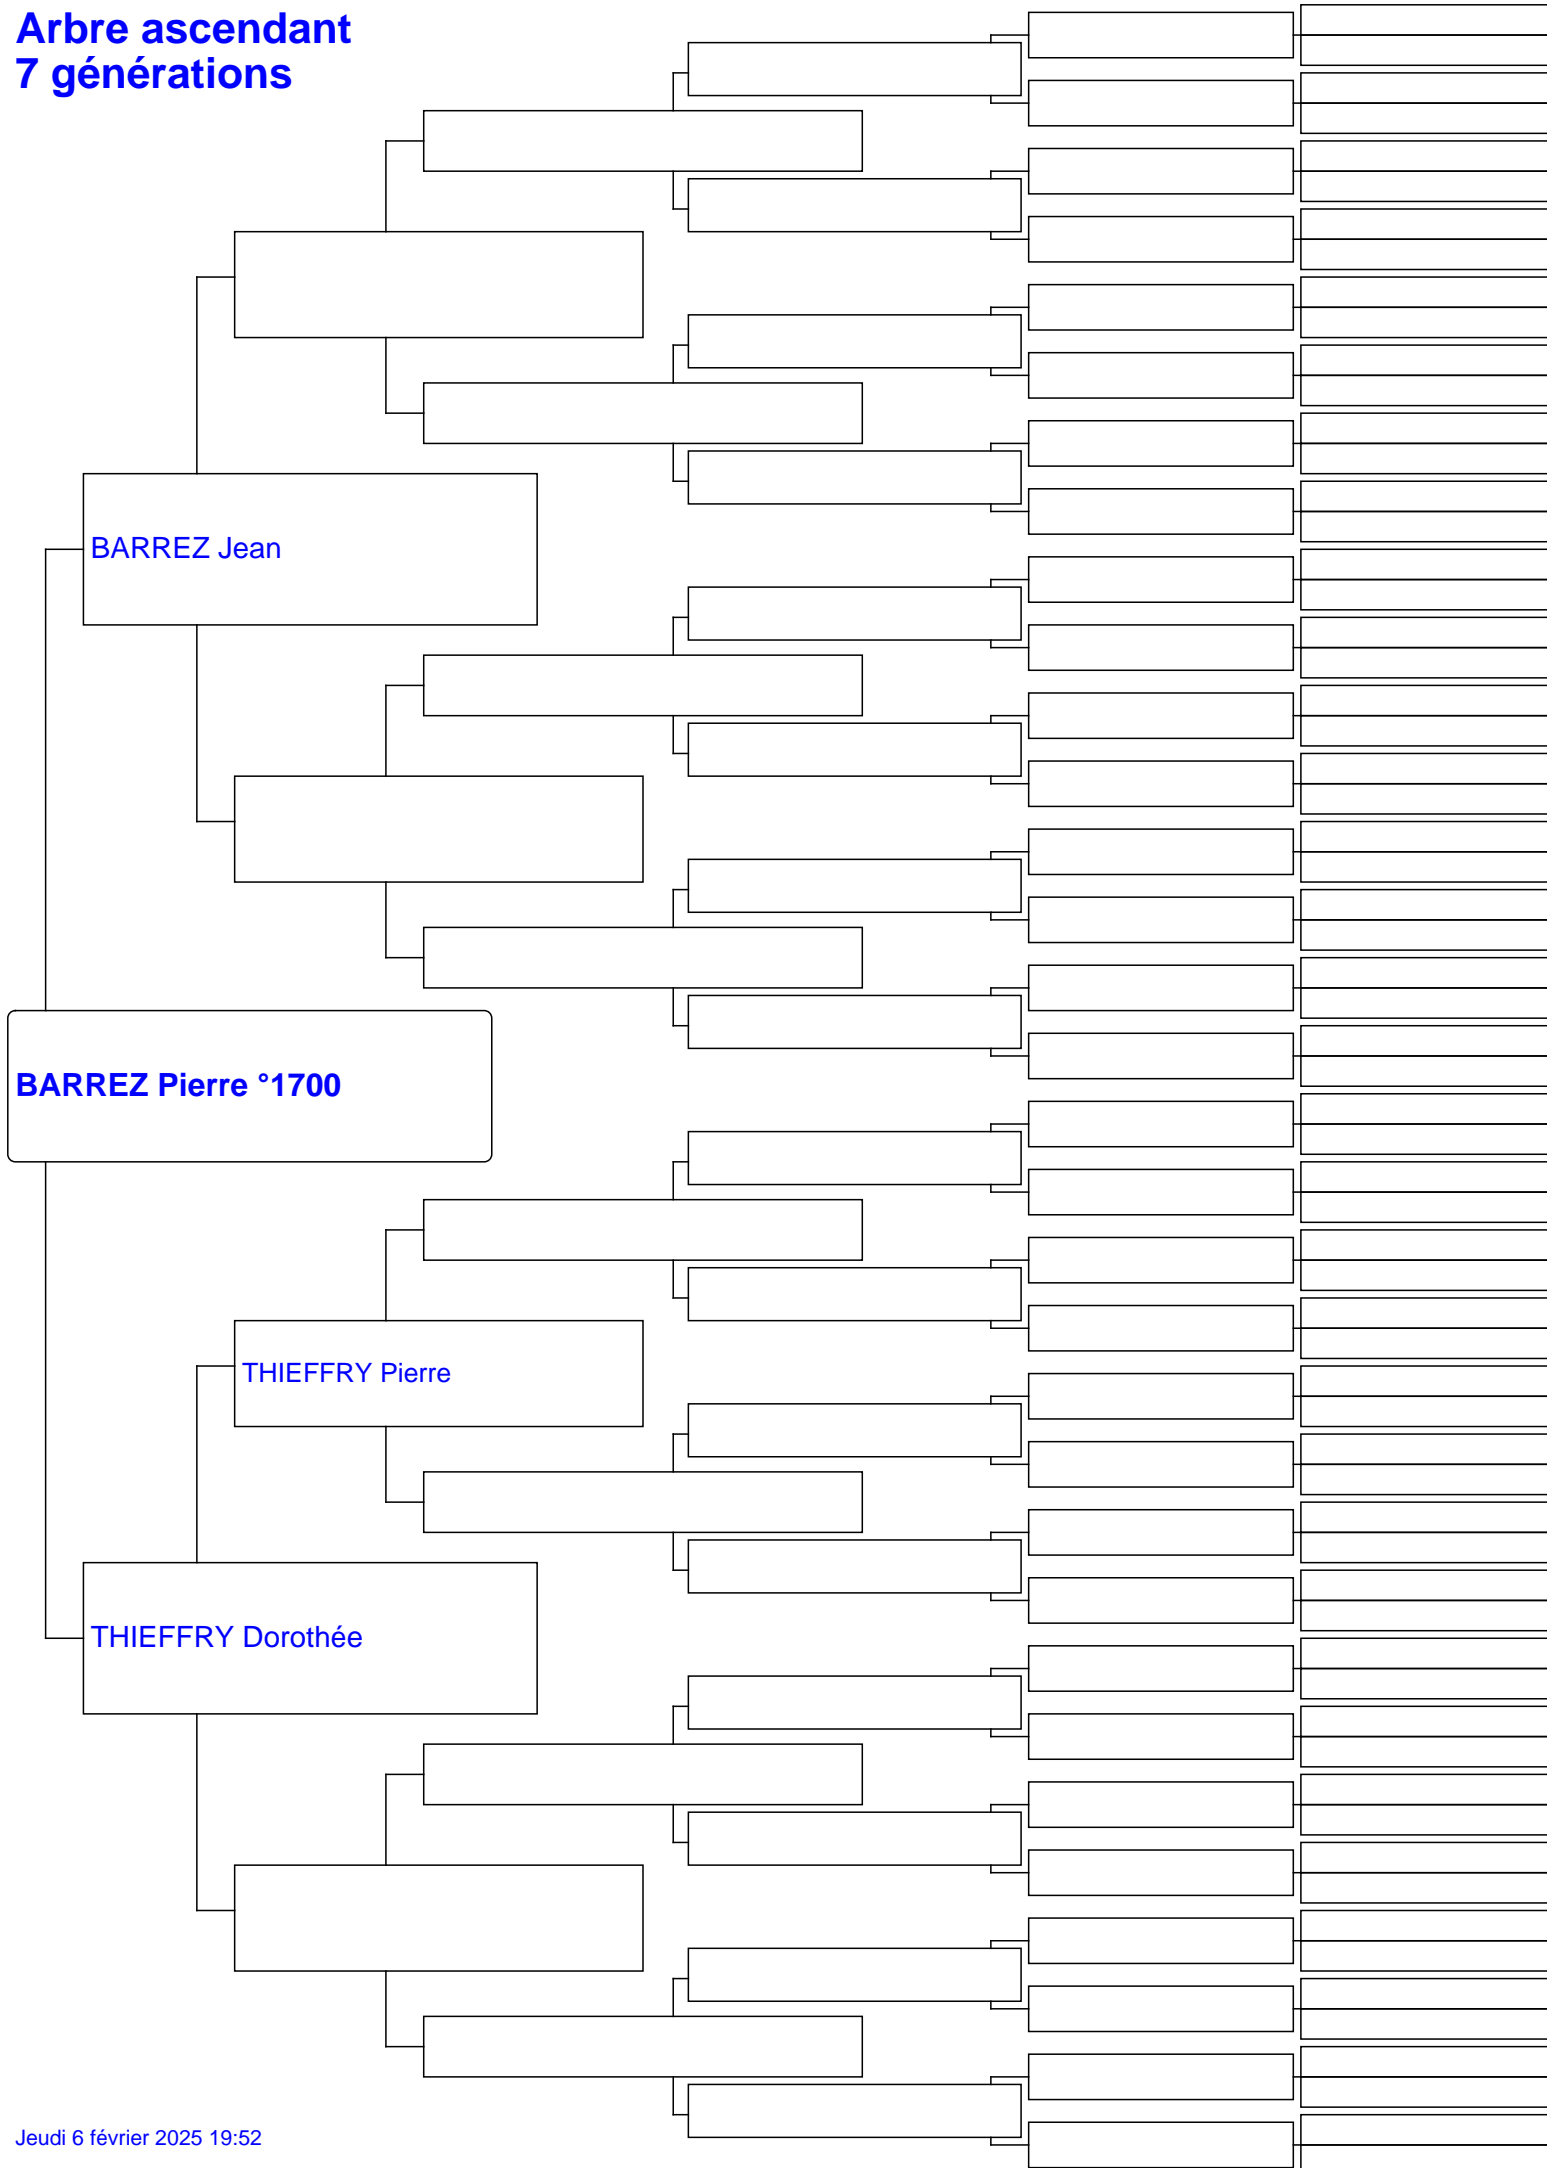 Arbre ascendant
7 générations
BARREZ Jean
BARREZ Pierre °1700
THIEFFRY Pierre
THIEFFRY Dorothée
Jeudi 6 février 2025 19:52